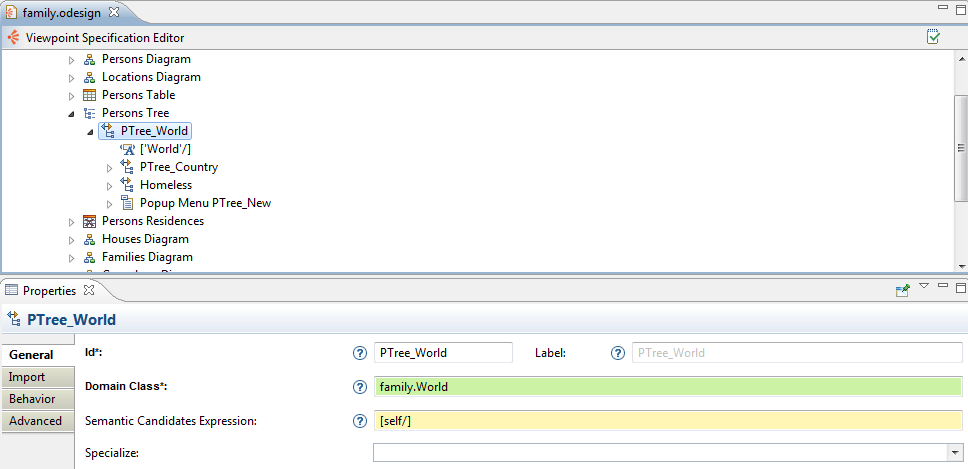 family.odesign
Viewpoint Specification Editor
Persons Diagram
Locations Diagram
Persons Table
Persons Tree
PTree_World
['World'/]
PTree_Country
Homeless
Popup Menu PTree_New
Persons Residences
Houses Diagram
Families Diagram
Properties
PTree_World
General
Import
Behavior
Advanced
Id*: PTree_World Label: PTree_World
Domain Class*: family.World
Semantic Candidates Expression: [self/]
Specialize: